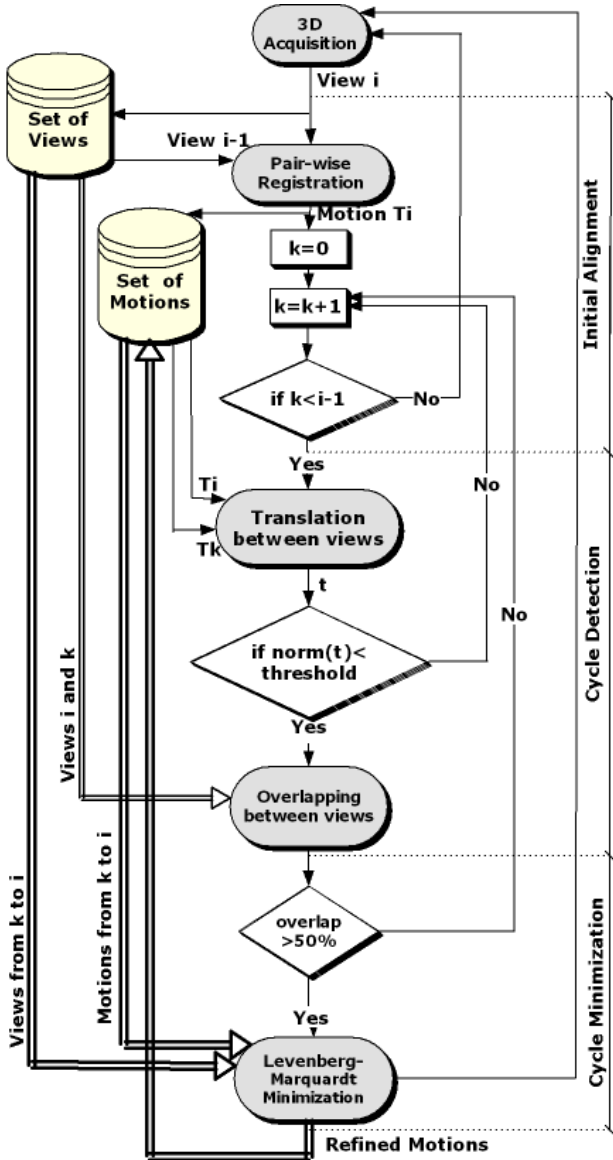 3D
Acquisition
View i
Set of
Views
View i-1
Pair-wise
Registration
Motion Ti
Set of
Motions
k=0
k=k+1
if k<i-1
No
Yes
Initial Alignment
Ti
Tk
Translation
between views
No
t
if norm(t)<
threshold
No
Yes
Cycle Detection
Views i and k
Overlapping
between views
overlap
>50%
Yes
Views from k to i
Motions from k to i
Levenberg-
Marquardt
Minimization
Cycle Minimization
Refined Motions